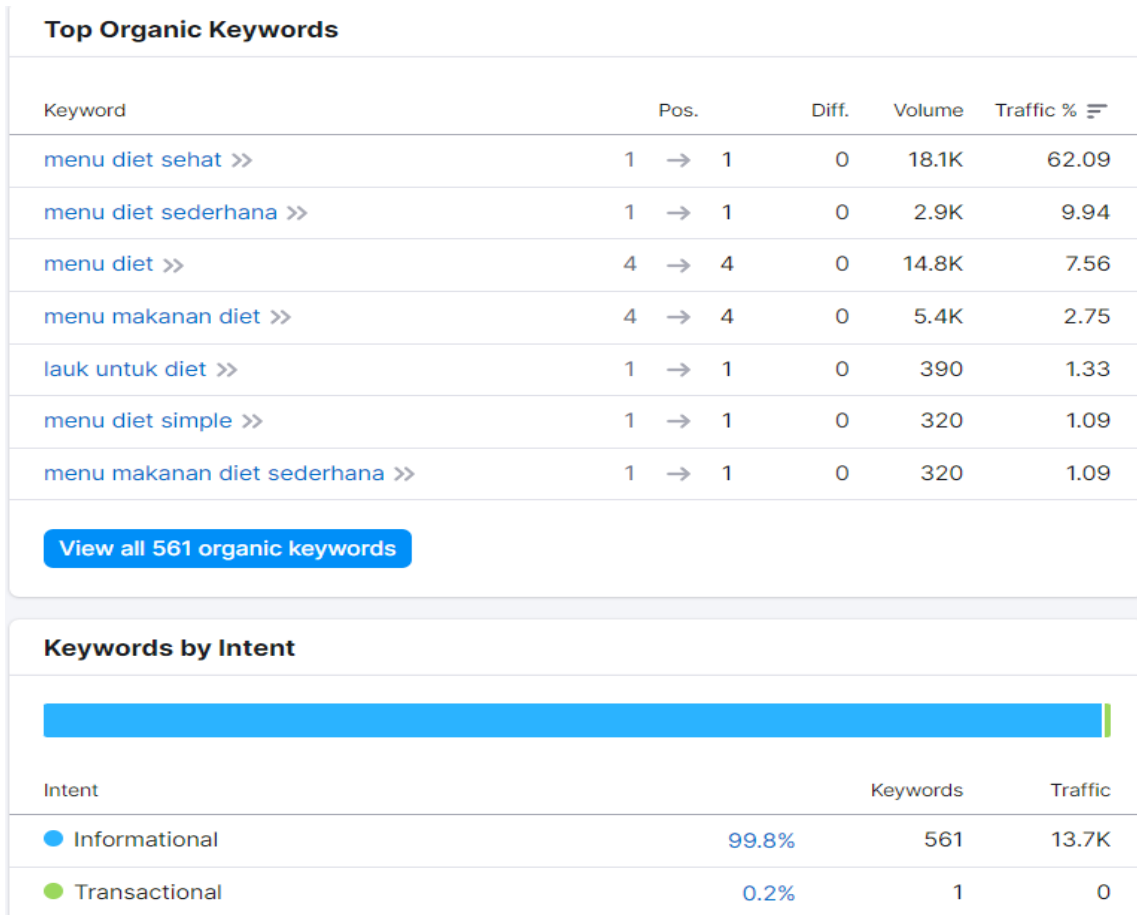 Top Organic Keywords
Keyword Pos. Diff. Volume Traffic %
menu diet sehat >> 1 → 1 0 18.1K 62.09
menu diet sederhana >> 1 → 1 0 2.9K 9.94
menu diet >> 4 → 4 0 14.8K 7.56
menu makanan diet >> 4 → 4 0 5.4K 2.75
lauk untuk diet >> 1 → 1 0 390 1.33
menu diet simple >> 1 → 1 0 320 1.09
menu makanan diet sederhana >> 1 → 1 0 320 1.09
View all 561 organic keywords
Keywords by Intent
Intent Keywords Traffic
Informational 99.8% 561 13.7K
Transactional 0.2% 1 0